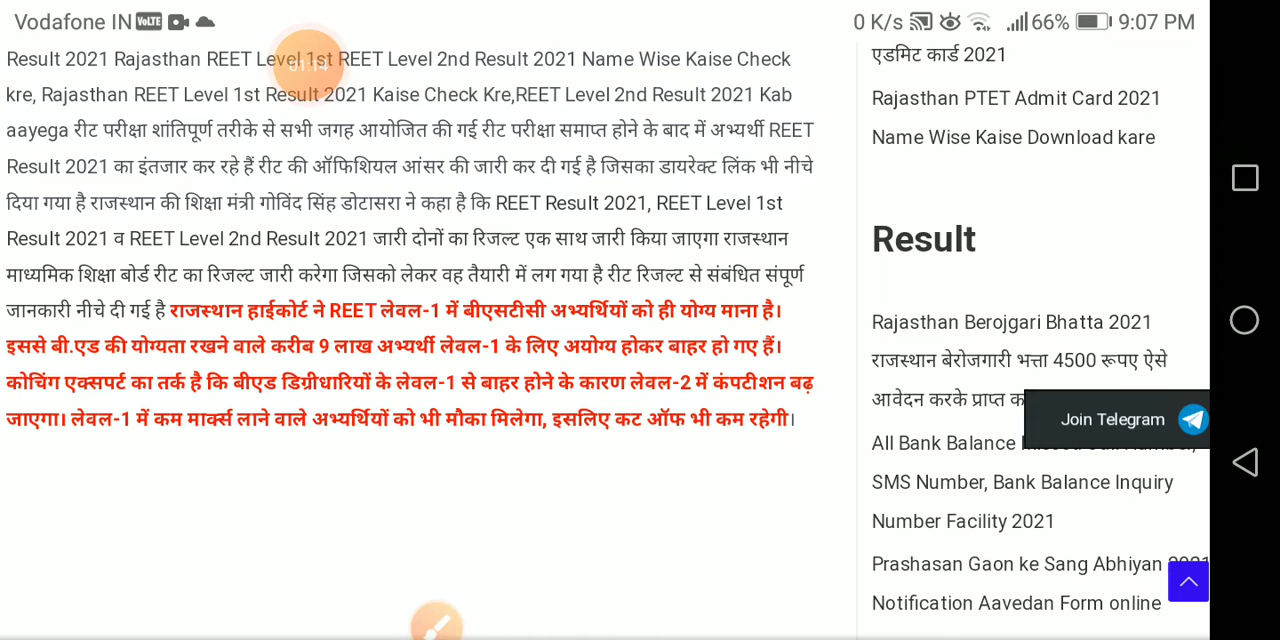 Vodafone IN VoLTE 0 K/s 66% 9:07 PM
Result 2021 Rajasthan REET Level 1st REET Level 2nd Result 2021 Name Wise Kaise Check
kre, Rajasthan REET Level 1st Result 2021 Kaise Check Kre,REET Level 2nd Result 2021 Kab
aayega रीट परीक्षा शांतिपूर्ण तरीके से सभी जगह आयोजित की गई रीट परीक्षा समाप्त होने के बाद में अभ्यर्थी REET
Result 2021 का इंतजार कर रहे हैं रीट की ऑफिशियल आंसर की जारी कर दी गई है जिसका डायरेक्ट लिंक भी नीचे
दिया गया है राजस्थान की शिक्षा मंत्री गोविंद सिंह डोटासरा ने कहा है कि REET Result 2021, REET Level 1st
Result 2021 व REET Level 2nd Result 2021 जारी दोनों का रिजल्ट एक साथ जारी किया जाएगा राजस्थान
माध्यमिक शिक्षा बोर्ड रीट का रिजल्ट जारी करेगा जिसको लेकर वह तैयारी में लग गया है रीट रिजल्ट से संबंधित संपूर्ण
जानकारी नीचे दी गई है राजस्थान हाईकोर्ट ने REET लेवल-1 में बीएसटीसी अभ्यर्थियों को ही योग्य माना है।
इससे बी.एड की योग्यता रखने वाले करीब 9 लाख अभ्यर्थी लेवल-1 के लिए अयोग्य होकर बाहर हो गए हैं।
कोचिंग एक्सपर्ट का तर्क है कि बीएड डिग्रीधारियों के लेवल-1 से बाहर होने के कारण लेवल-2 में कंपटीशन बढ़
जाएगा। लेवल-1 में कम मार्क्स लाने वाले अभ्यर्थियों को भी मौका मिलेगा, इसलिए कट ऑफ भी कम रहेगी।
01:14
एडमिट कार्ड 2021
Rajasthan PTET Admit Card 2021
Name Wise Kaise Download kare
Result
Rajasthan Berojgari Bhatta 2021
राजस्थान बेरोजगारी भत्ता 4500 रूपए ऐसे
आवेदन करके प्राप्त
Join Telegram
All Bank Balance
SMS Number, Bank Balance Inquiry
Number Facility 2021
Prashasan Gaon ke Sang Abhiyan 2021
Notification Aavedan Form online